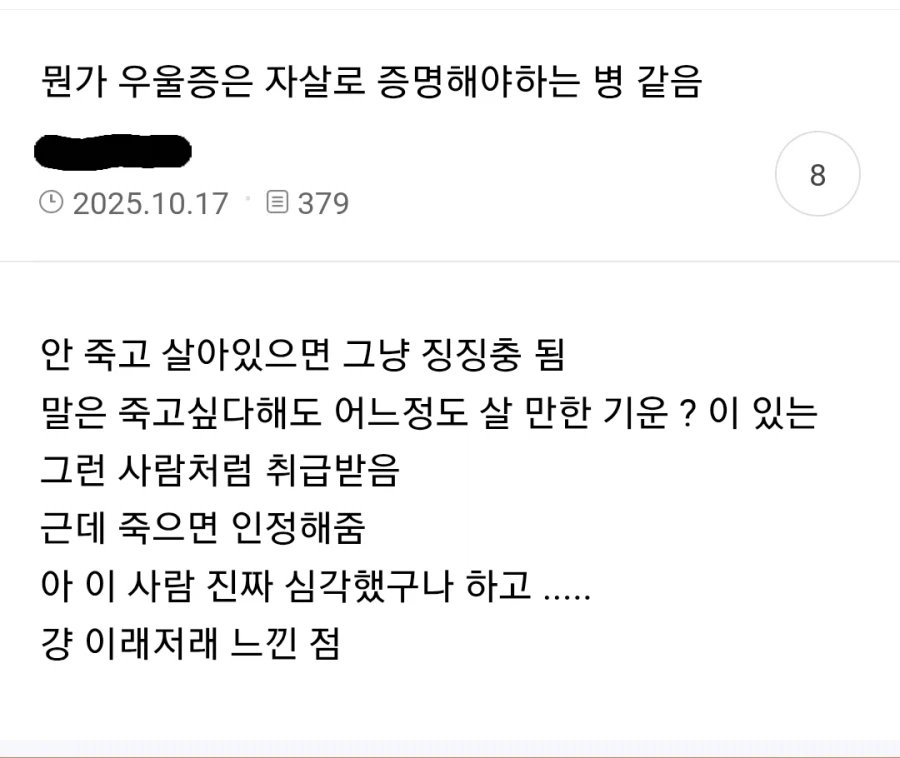 뭔가 우울증은 자살로 증명해야하는 병 같음
2025.10.17 · 379
8
안 죽고 살아있으면 그냥 징징충 됨
말은 죽고싶다해도 어느정도 살 만한 기운 ? 이 있는
그런 사람처럼 취급받음
근데 죽으면 인정해줌
아 이 사람 진짜 심각했구나 하고 .....
걍 이래저래 느낀 점